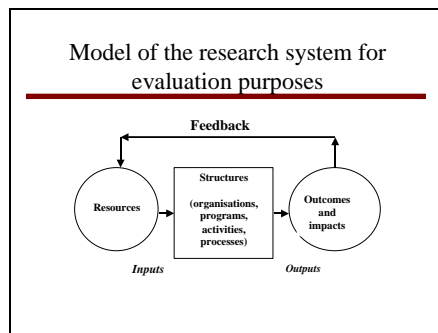 Model of the research system for
evaluation purposes
Feedback
Resources
Structures
(organisations,
programs,
activities,
processes)
Outcomes
and
impacts
Inputs
Outputs